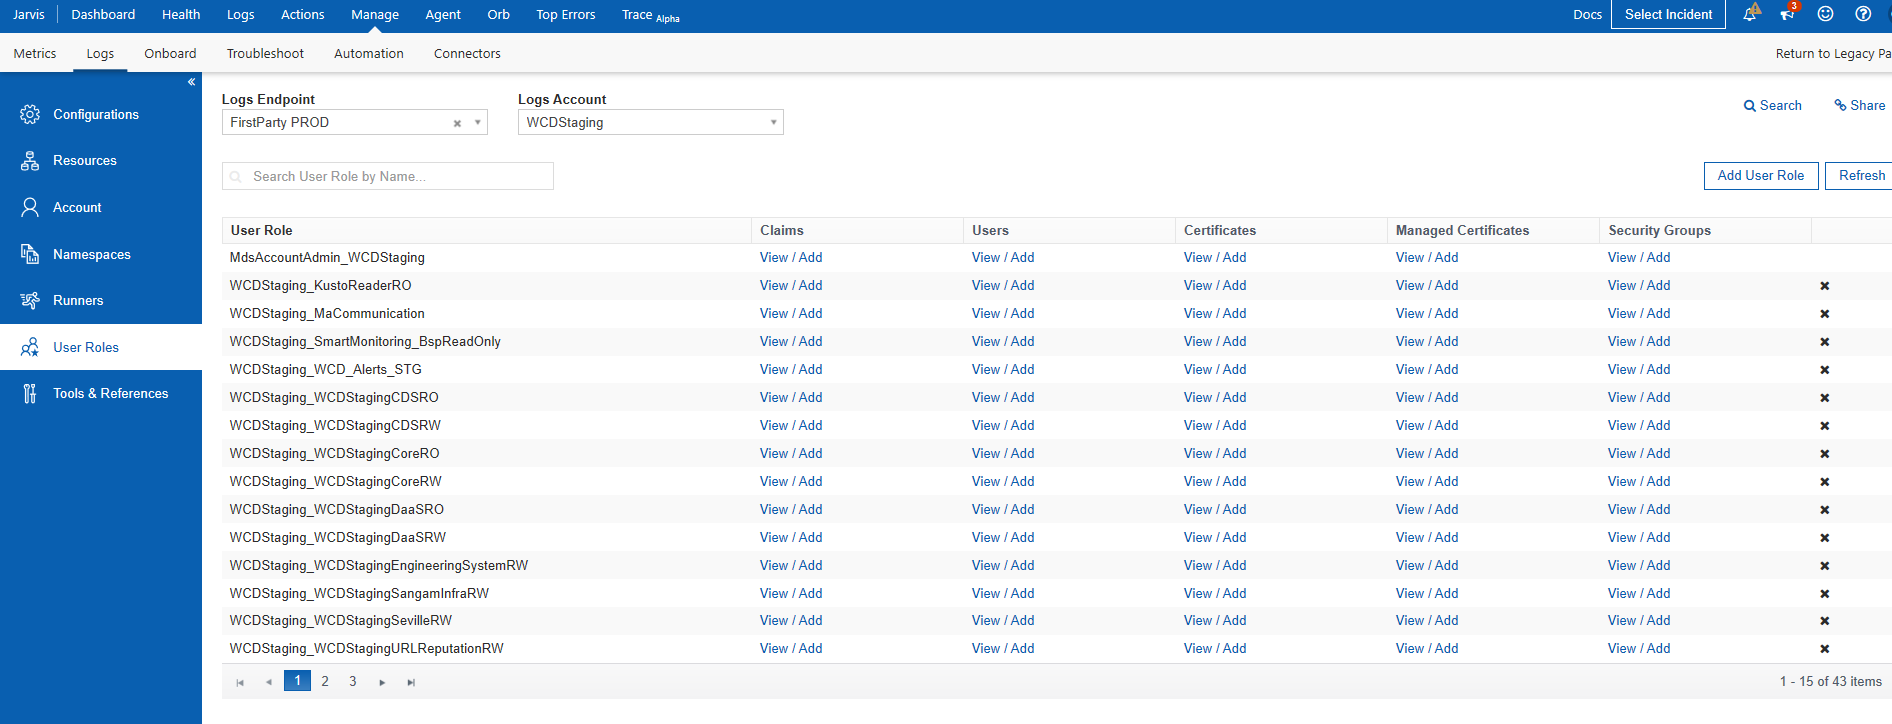 Jarvis Dashboard Health Logs Actions Manage Agent Orb Top Errors Trace Alpha Docs Select Incident 3
Metrics Logs Onboard Troubleshoot Automation Connectors Return to Legacy Pa
Configurations
Resources
Account
Namespaces
Runners
User Roles
Tools & References
Logs Endpoint Logs Account
FirstParty PROD WCDStaging
Search Share
Search User Role by Name...
Add User Role Refresh
User Role Claims Users Certificates Managed Certificates Security Groups
MdsAccountAdmin_WCDStaging View / Add View / Add View / Add View / Add View / Add
WCDStaging_KustoReaderRO View / Add View / Add View / Add View / Add View / Add
WCDStaging_MaCommunication View / Add View / Add View / Add View / Add View / Add
WCDStaging_SmartMonitoring_BspReadOnly View / Add View / Add View / Add View / Add View / Add
WCDStaging_WCD_Alerts_STG View / Add View / Add View / Add View / Add View / Add
WCDStaging_WCDStagingCDSRO View / Add View / Add View / Add View / Add View / Add
WCDStaging_WCDStagingCDSRW View / Add View / Add View / Add View / Add View / Add
WCDStaging_WCDStagingCoreRO View / Add View / Add View / Add View / Add View / Add
WCDStaging_WCDStagingCoreRW View / Add View / Add View / Add View / Add View / Add
WCDStaging_WCDStagingDaaSRO View / Add View / Add View / Add View / Add View / Add
WCDStaging_WCDStagingDaaSRW View / Add View / Add View / Add View / Add View / Add
WCDStaging_WCDStagingEngineeringSystemRW View / Add View / Add View / Add View / Add View / Add
WCDStaging_WCDStagingSangamInfraRW View / Add View / Add View / Add View / Add View / Add
WCDStaging_WCDStagingSevilleRW View / Add View / Add View / Add View / Add View / Add
WCDStaging_WCDStagingURLReputationRW View / Add View / Add View / Add View / Add View / Add
1 2 3 1 - 15 of 43 items